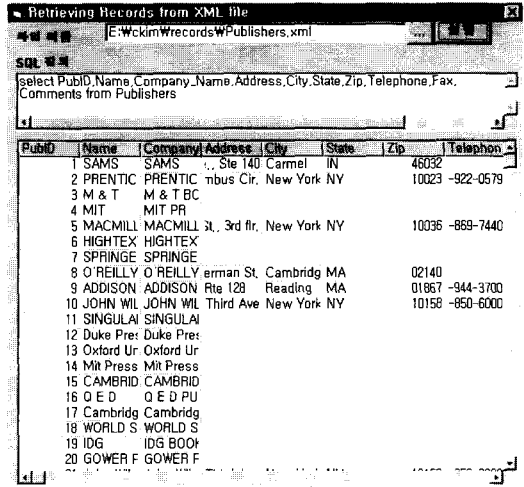 Retrieving Records from XML file
E:₩ckim₩records₩Publishers,xml
...
SQL
select PubID,Name,Company_Name,Address,City,State,Zip,Telephone,Fax,
Comments from Publishers
PubID Name Company Address City State Zip Telephon
1 SAMS SAMS ., Ste 140 Carmel IN 46032
2 PRENTIC PRENTIC mbus Cir, New York NY 10023 -922-0579
3 M & T M & T BC
4 MIT MIT PR
5 MACMILL MACMILL St., 3rd flr, New York NY 10036 -869-7440
6 HIGHTEX HIGHTEX
7 SPRINGE SPRINGE
8 O'REILLY O'REILLY erman St. Cambridg MA 02140
9 ADDISON ADDISON Rte 128 Reading MA 01867 -944-3700
10 JOHN WIL JOHN WIL Third Ave New York NY 10158 -850-6000
11 SINGULAI SINGULAI
12 Duke Pres Duke Pres
13 Oxford Ur Oxford Ur
14 Mit Press Mit Press
15 CAMBRID CAMBRID
16 Q E D Q E D PU
17 Cambridg Cambridg
18 WORLD S WORLD S
19 IDG IDG BOOK
20 GOWER F GOWER F